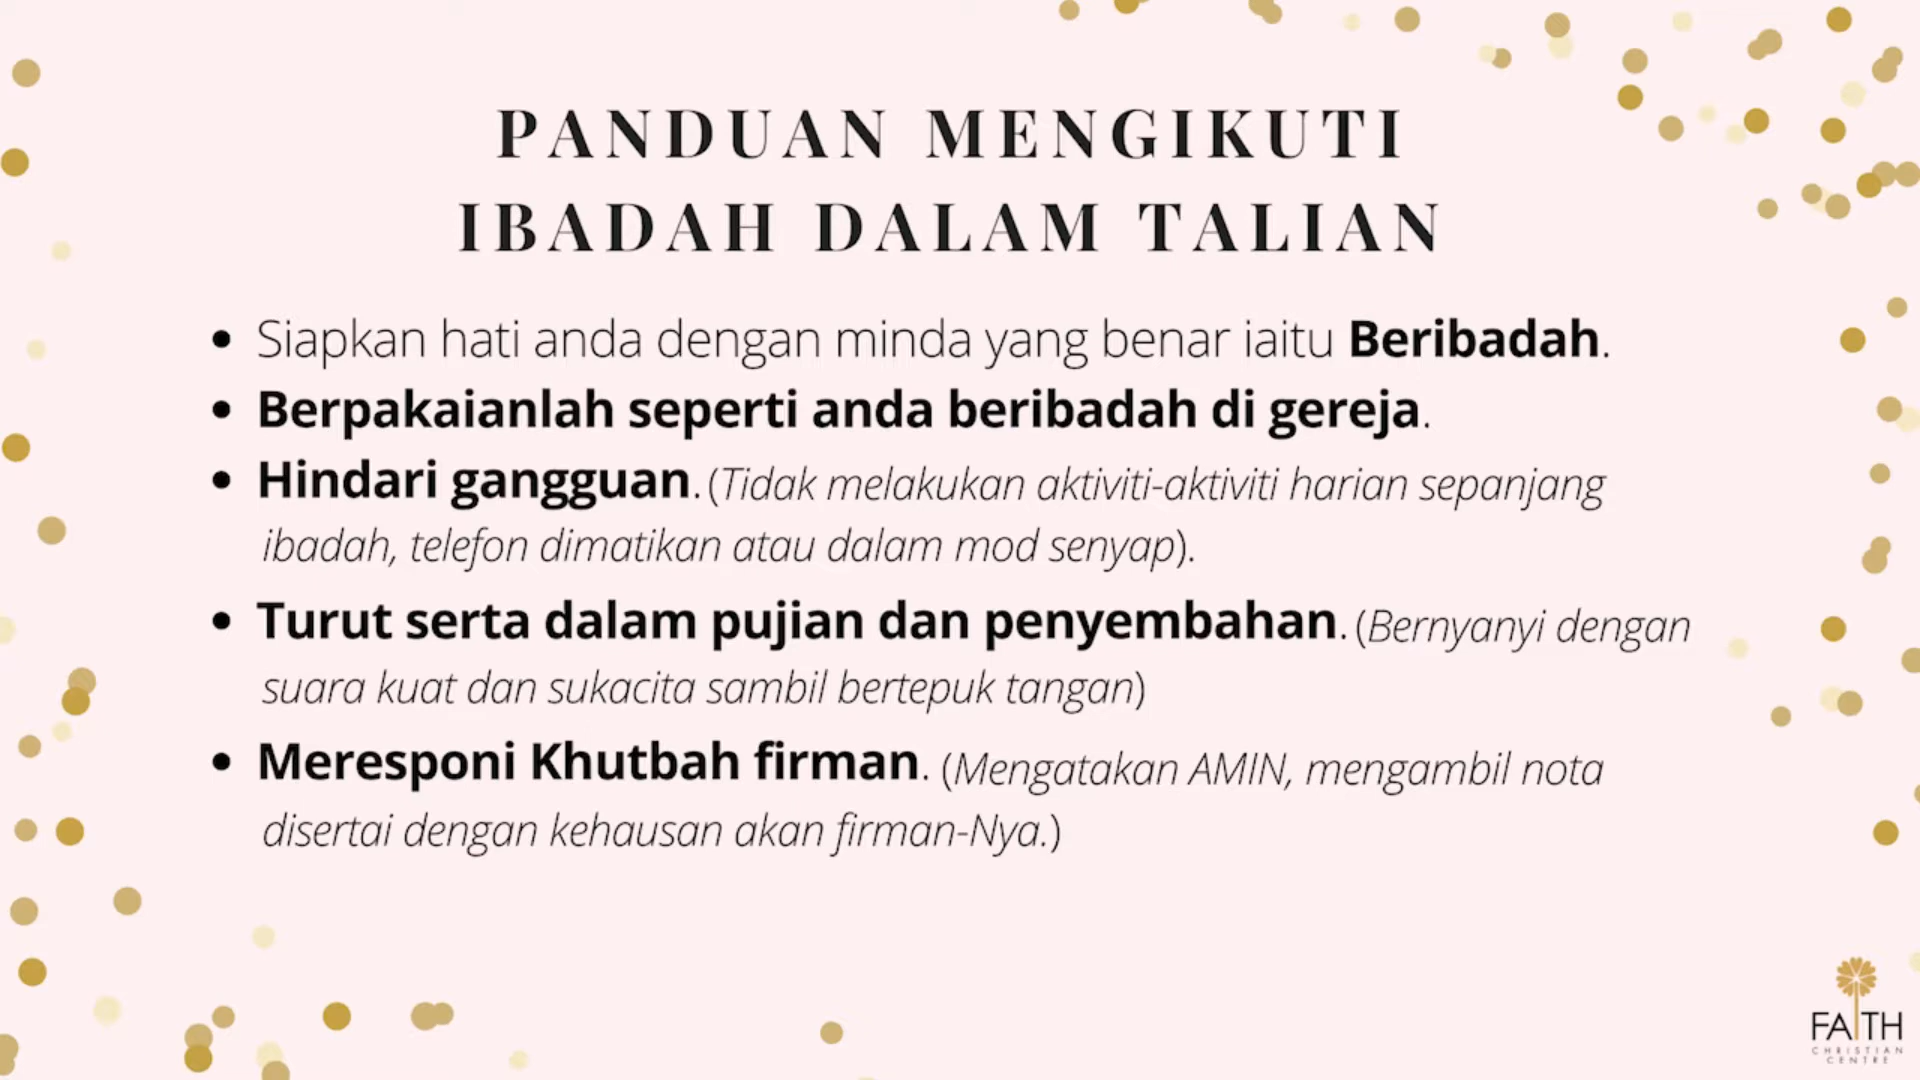 PANDUAN MENGIKUTI
IBADAH DALAM TALIAN
• Siapkan hati anda dengan minda yang benar iaitu Beribadah.
• Berpakaianlah seperti anda beribadah di gereja.
• Hindari gangguan. (Tidak melakukan aktiviti-aktiviti harian sepanjang
ibadah, telefon dimatikan atau dalam mod senyap).
• Turut serta dalam pujian dan penyembahan. (Bernyanyi dengan
suara kuat dan sukacita sambil bertepuk tangan)
• Meresponi Khutbah firman. (Mengatakan AMIN, mengambil nota
disertai dengan kehausan akan firman-Nya.)
FAITH
CHRISTIAN
CENTRE